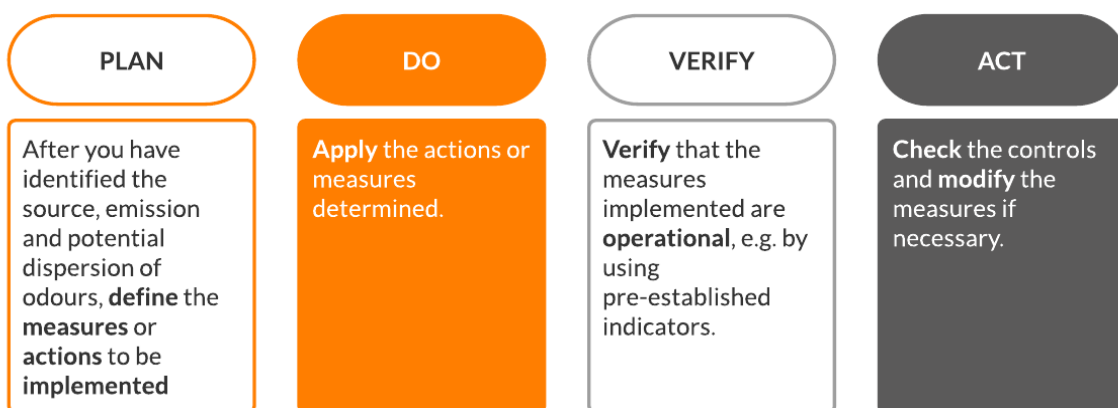 PLAN
After you have
identified the
source, emission
and potential
dispersion of
odours, define the
measures or
actions to be
implemented
DO
Apply the actions or
measures
determined.
VERIFY
Verify that the
measures
implemented are
operational, e.g. by
using
pre-established
indicators.
ACT
Check the controls
and modify the
measures if
necessary.